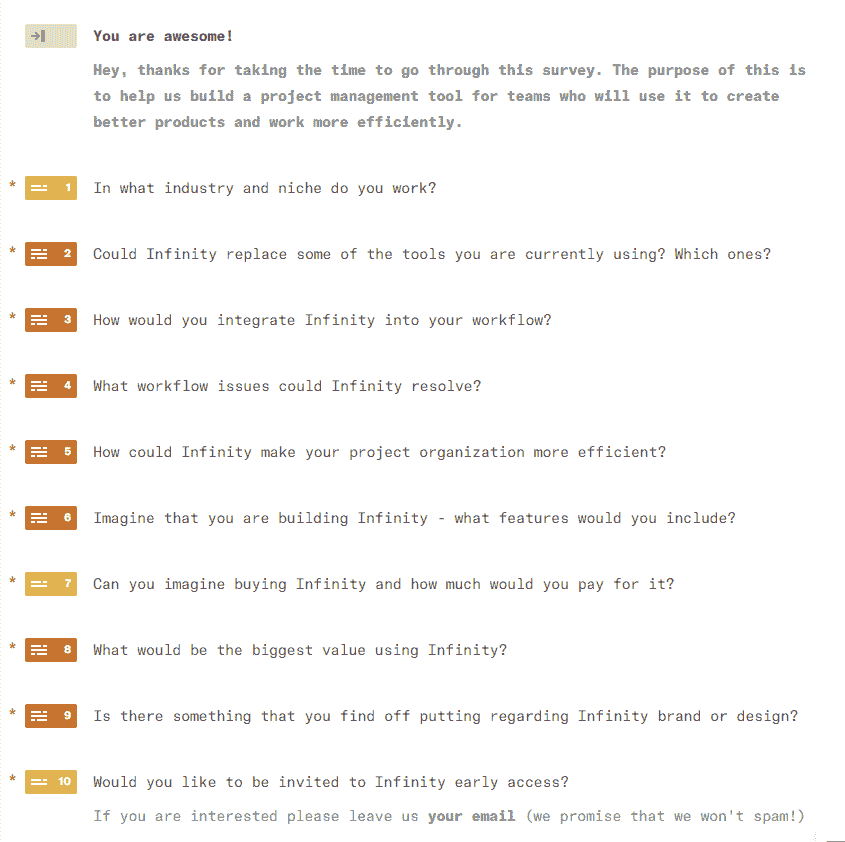 You are awesome!
Hey, thanks for taking the time to go through this survey. The purpose of this is
to help us build a project management tool for teams who will use it to create
better products and work more efficiently.
* 1 In what industry and niche do you work?
* 2 Could Infinity replace some of the tools you are currently using? Which ones?
* 3 How would you integrate Infinity into your workflow?
* 4 What workflow issues could Infinity resolve?
* 5 How could Infinity make your project organization more efficient?
* 6 Imagine that you are building Infinity - what features would you include?
* 7 Can you imagine buying Infinity and how much would you pay for it?
* 8 What would be the biggest value using Infinity?
* 9 Is there something that you find off putting regarding Infinity brand or design?
* 10 Would you like to be invited to Infinity early access?
If you are interested please leave us your email (we promise that we won't spam!)